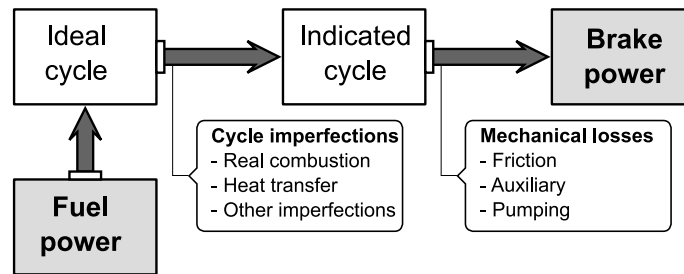 Ideal
cycle
Indicated
cycle
Brake
power
Cycle imperfections
- Real combustion
- Heat transfer
- Other imperfections
Mechanical losses
- Friction
- Auxiliary
- Pumping
Fuel
power